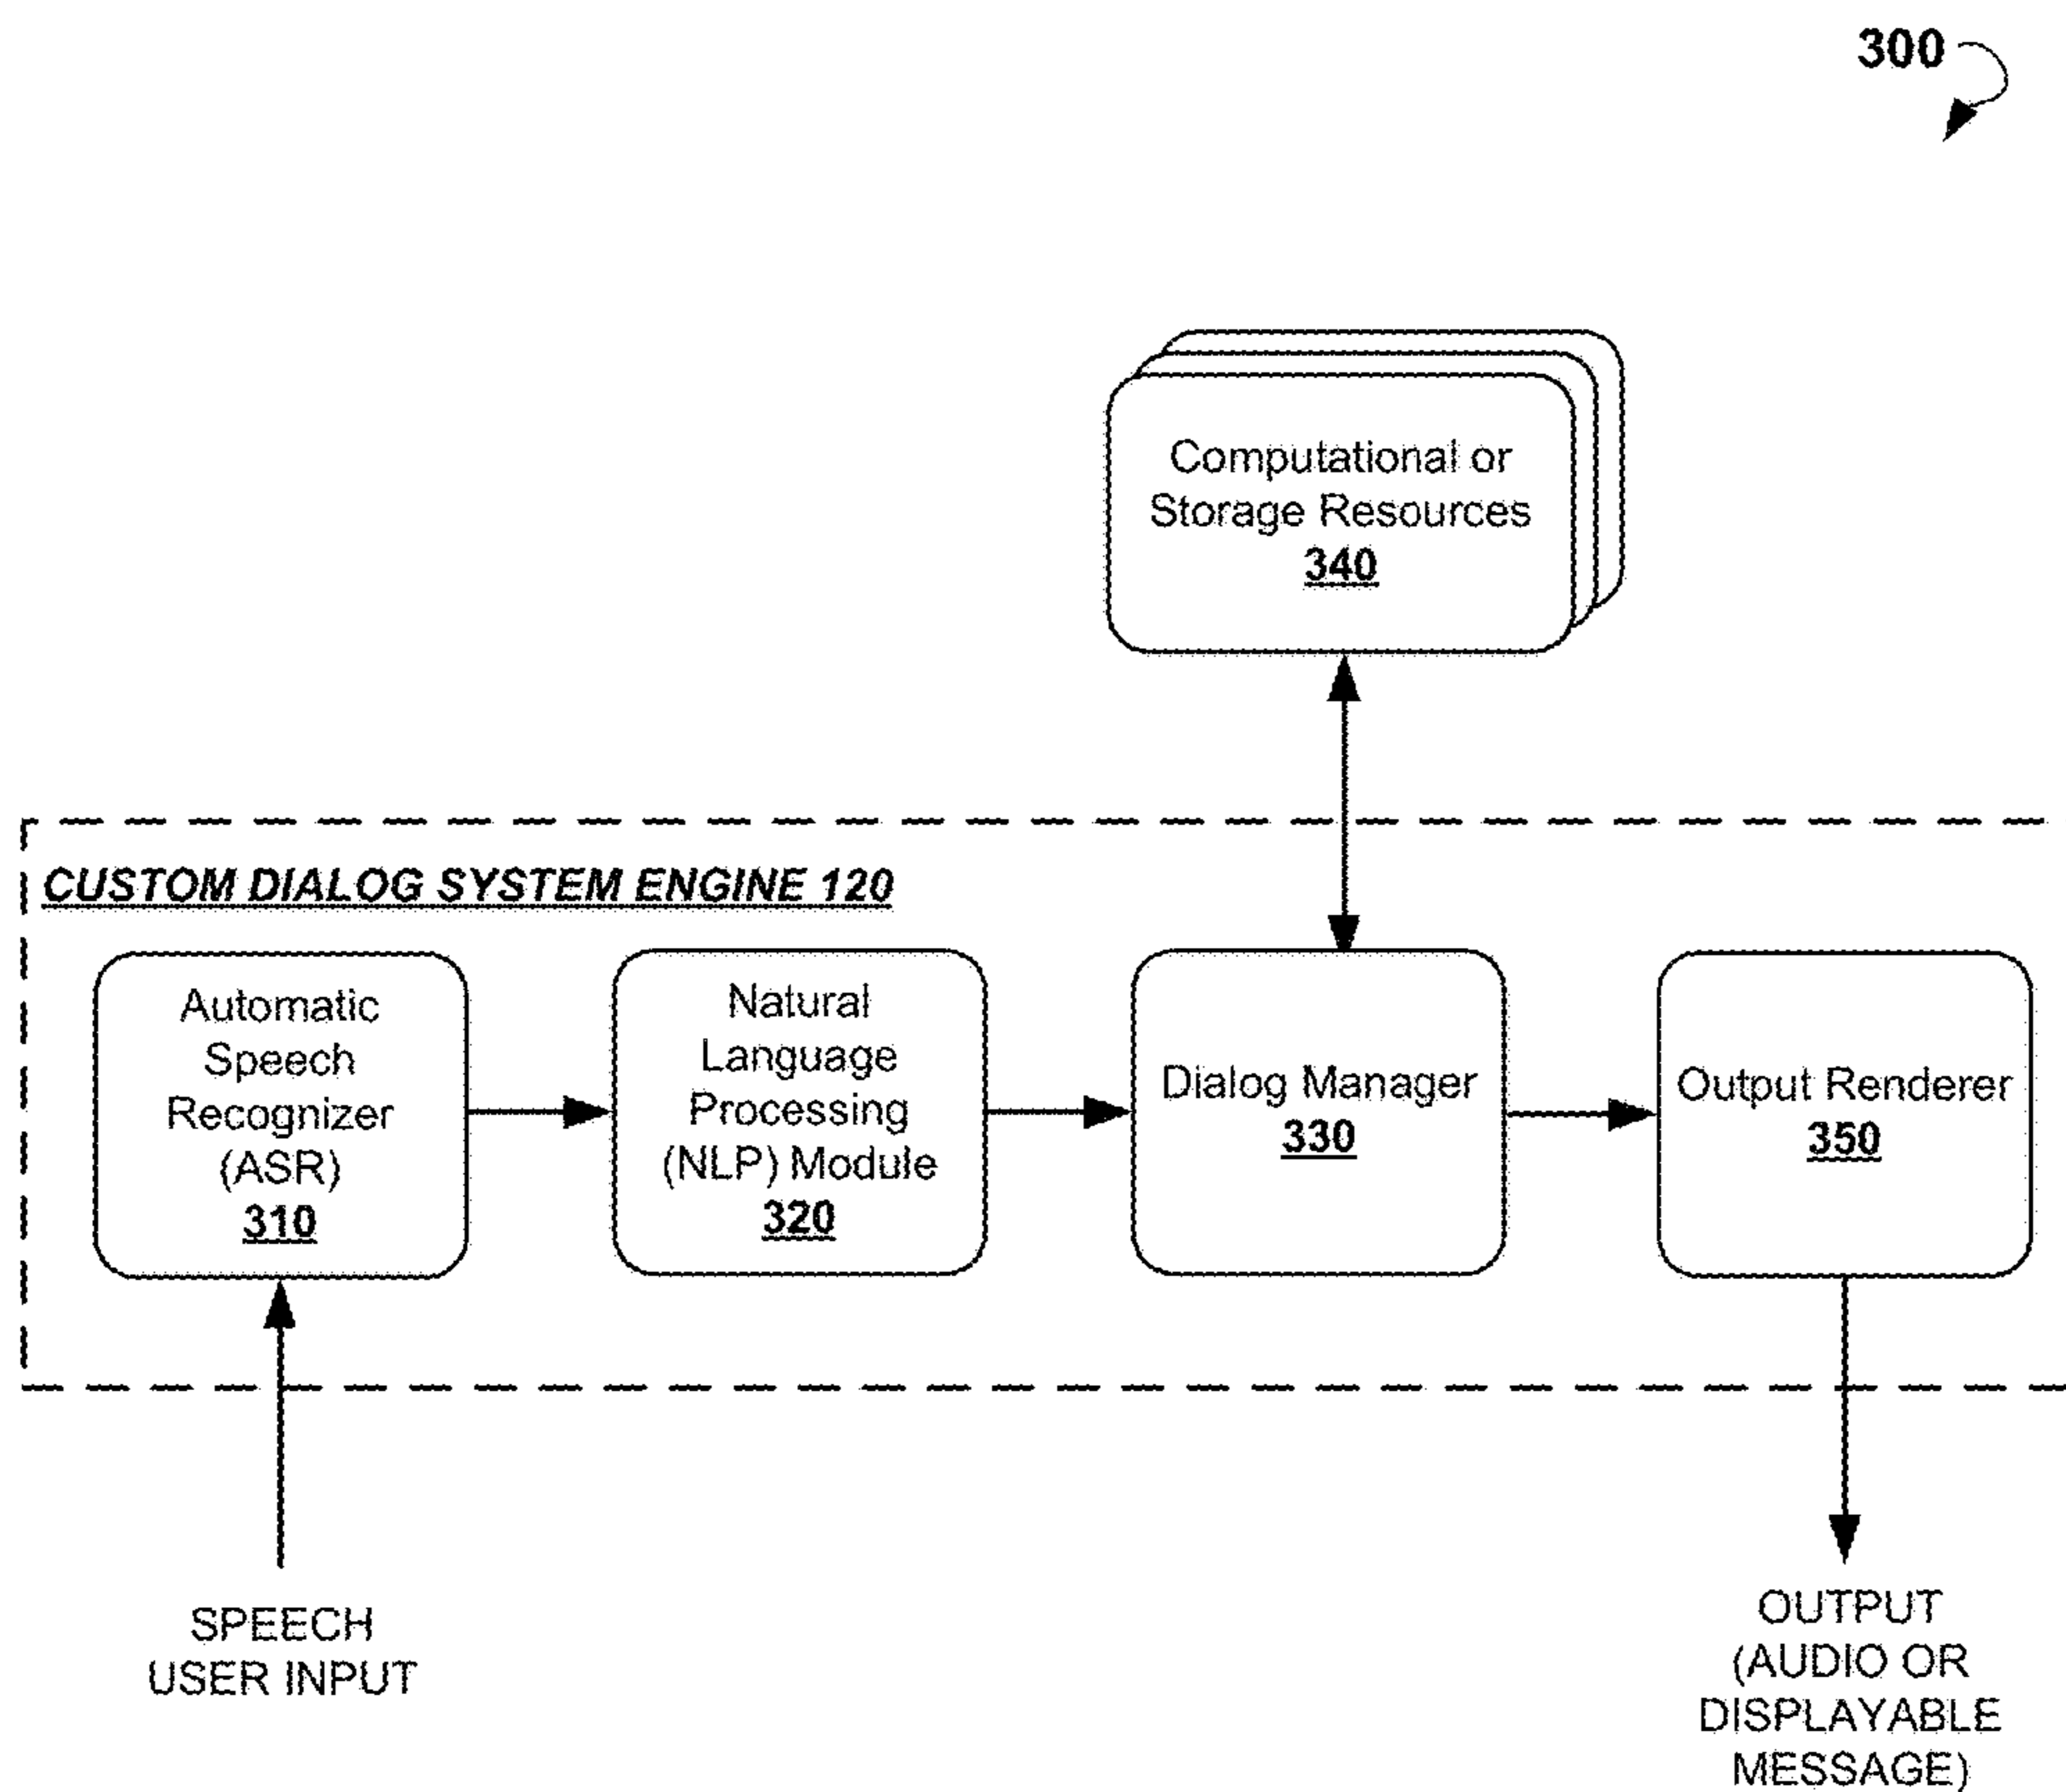 300
Computational or
Storage Resources
340
CUSTOM DIALOG SYSTEM ENGINE 120
Automatic
Speech
Recognizer
(ASR)
310
Natural
Language
Processing
(NLP) Module
320
Dialog Manager
330
Output Renderer
350
SPEECH
USER INPUT
OUTPUT
(AUDIO OR
DISPLAYABLE
MESSAGE)